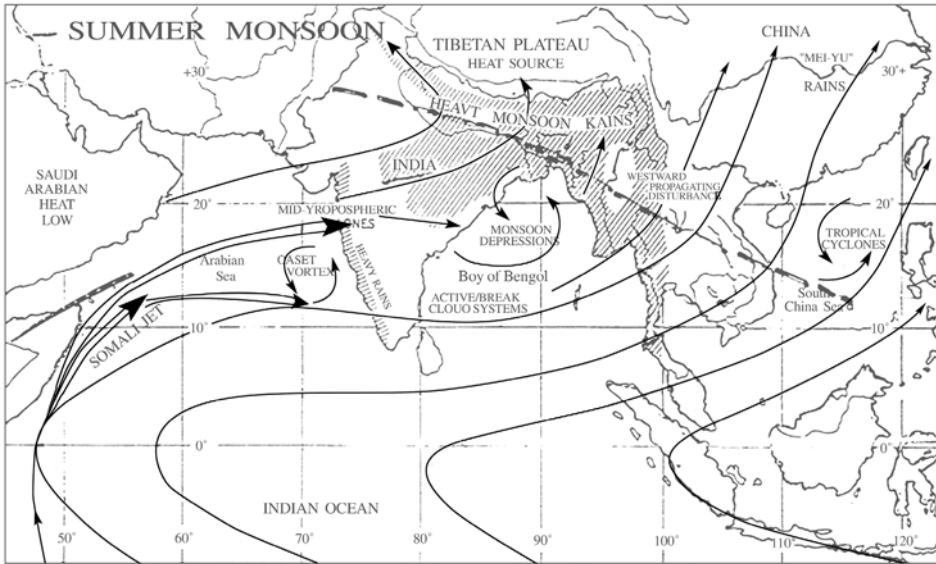 SUMMER MONSOON
TIBETAN PLATEAU
HEAT SOURCE
CHINA
"MEI-YU"
RAINS
+30°
30°+
HEAVT MONSOON KAINS
INDIA
SAUDI
ARABIAN
HEAT
LOW
WESTWARD
PROPAGATING
DISTURBANCE
20°
20°
MID-YROPOSPHERIC
MONSOON
DEPRESSIONS
TROPICAL
CYCLONES
Arabian
Sea
CASET
VORTEX
HEAVY RAINS
Boy of Bengol
ACTIVE/BREAK
CLOUO SYSTEMS
South
China Sea
SOMALI JET
10°
10°
0°
0°
INDIAN OCEAN
50° 60° 70° 80° 90° 100° 110° 120°